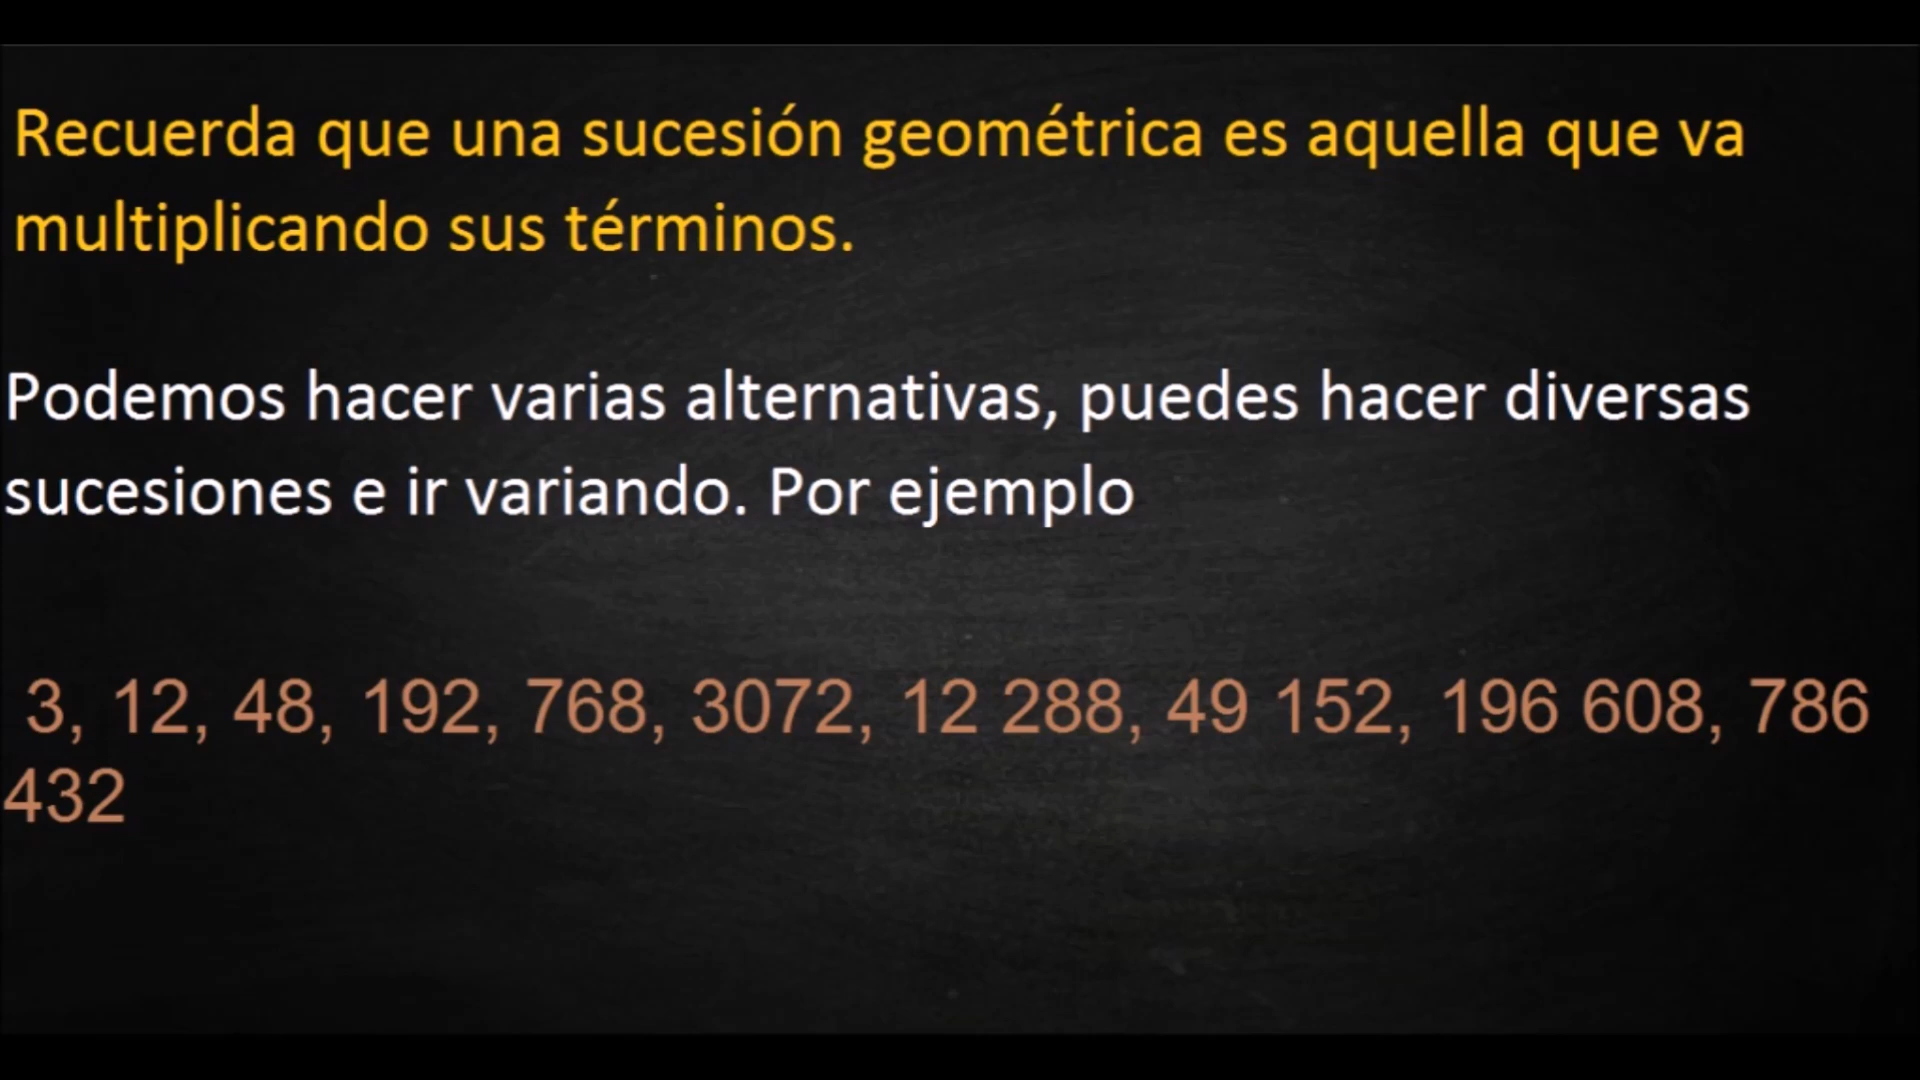 Recuerda que una sucesión geométrica es aquella que va
multiplicando sus términos.
Podemos hacer varias alternativas, puedes hacer diversas
sucesiones e ir variando. Por ejemplo
3, 12, 48, 192, 768, 3072, 12 288, 49 152, 196 608, 786
432